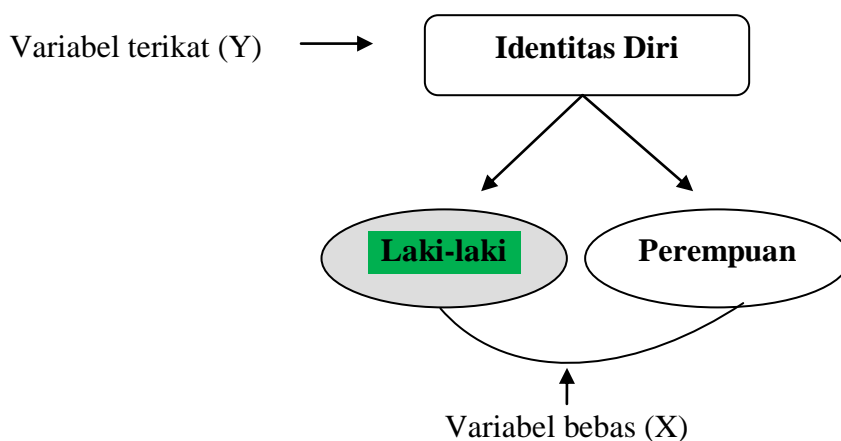 Variabel terikat (Y)
Identitas Diri
Laki-laki
Perempuan
Variabel bebas (X)